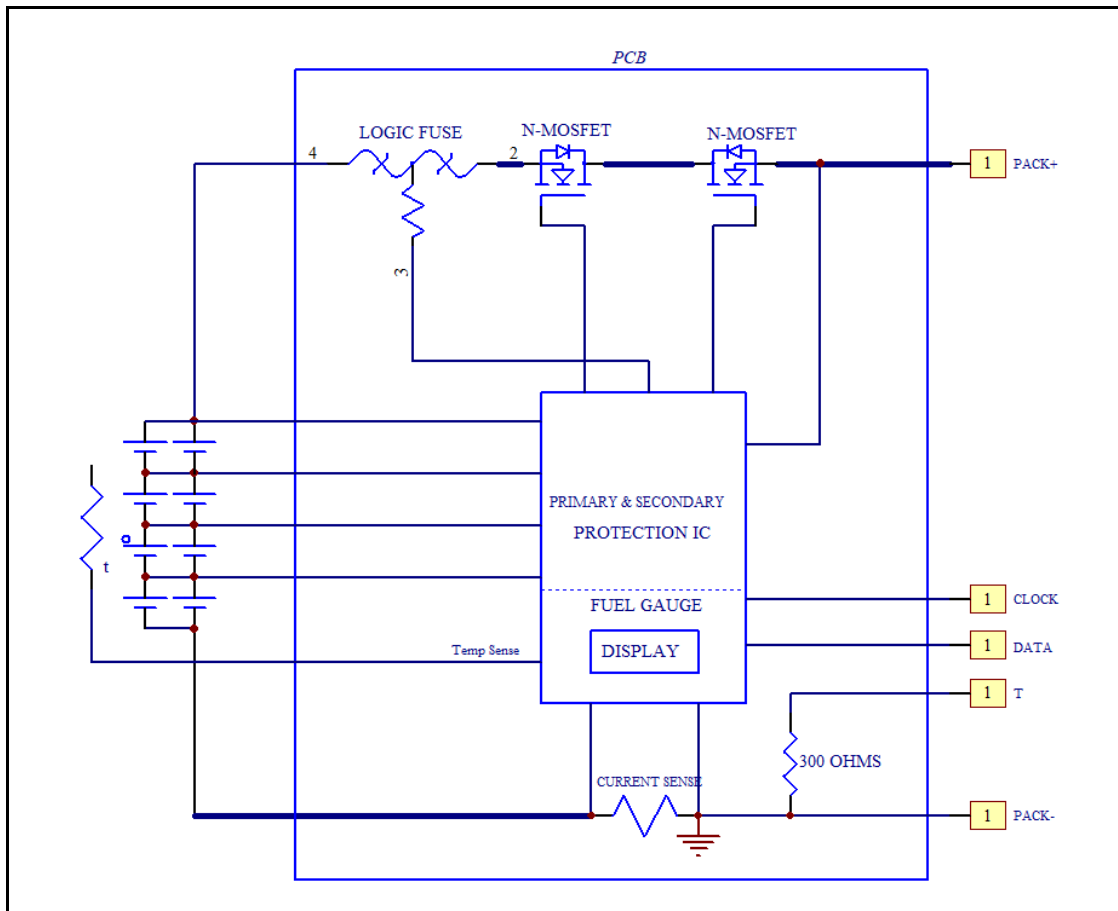 PCB
LOGIC FUSE
N-MOSFET
N-MOSFET
4
2
1
PACK+
3
PRIMARY & SECONDARY
PROTECTION IC
t
FUEL GAUGE
1
CLOCK
DISPLAY
Temp Sense
1
DATA
1
T
300 OHMS
CURRENT SENSE
1
PACK-